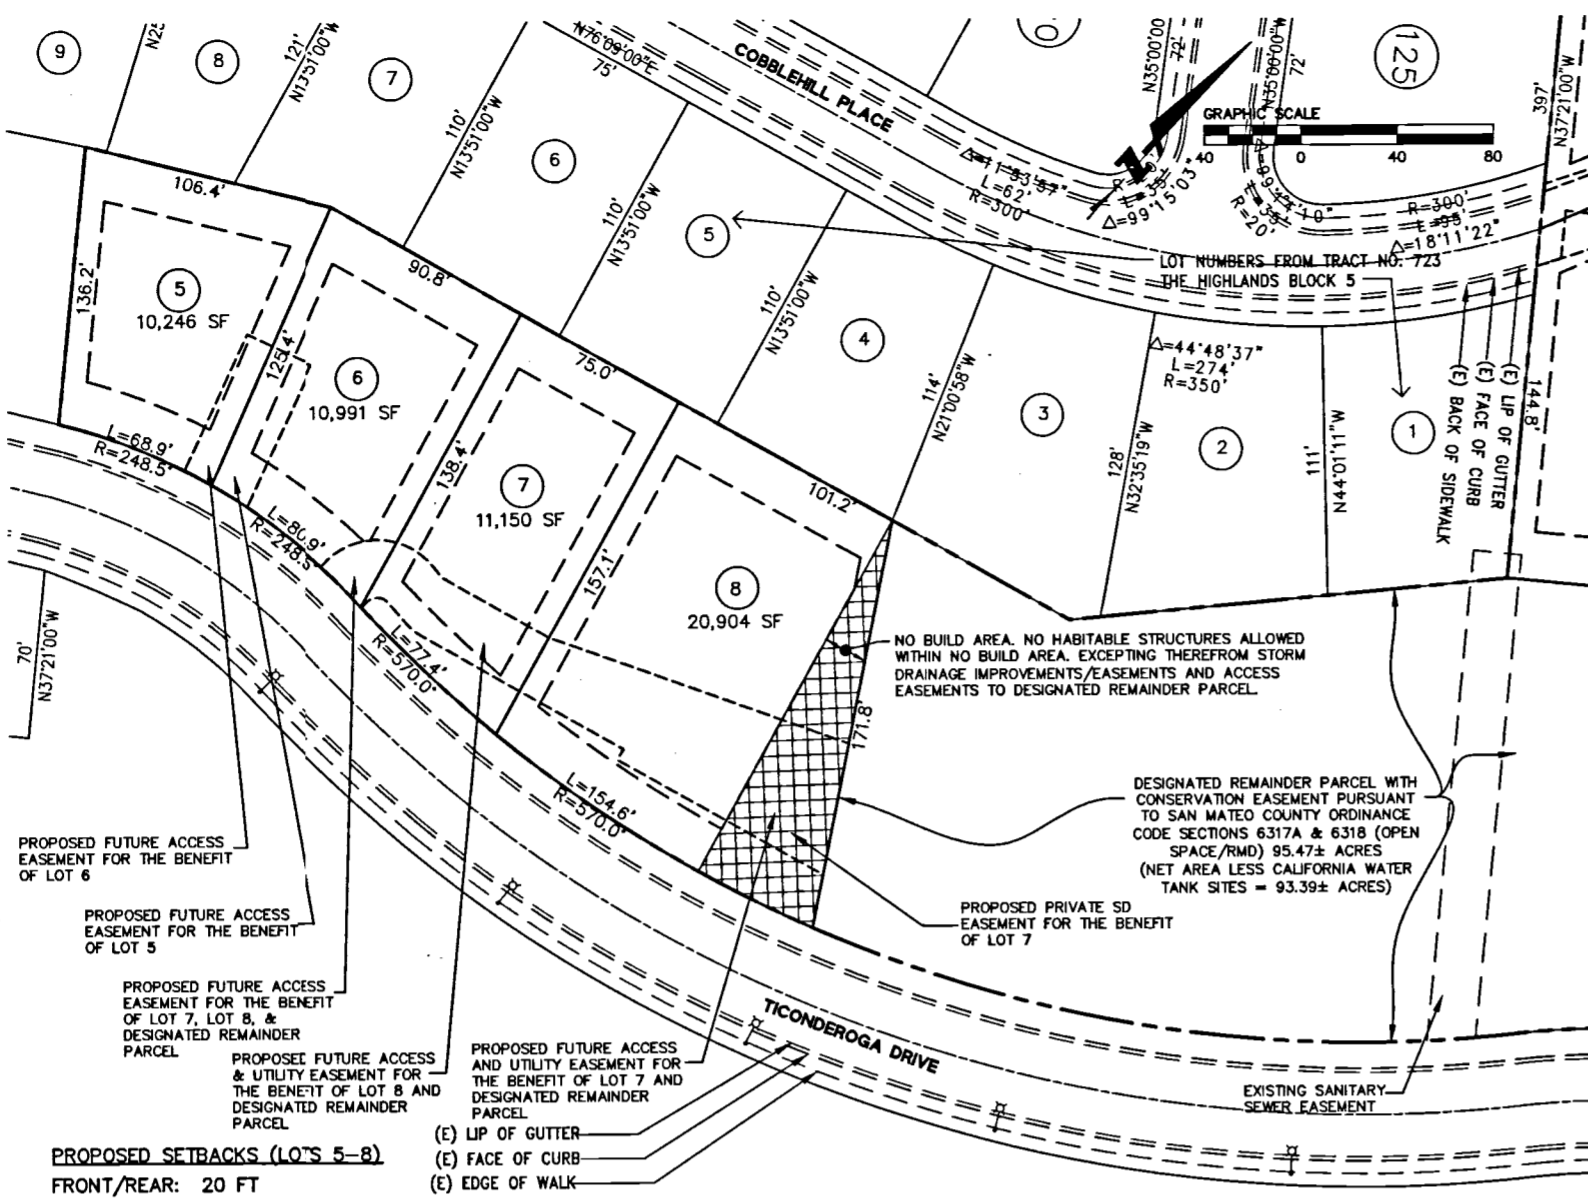 9
N25
8
121'
N13°51'00"W
7
110'
N13°51'00"W
N76°09'00"E
75'
COBBLEHILL PLACE
6
110'
N13°51'00"W
5
110'
N13°51'00"W
4
114'
N21°00'58"W
3
128'
N32°35'19"W
2
111'
N44°01'11"W
1
144.8'
Δ=11°53'57"
L=62'
R=300'
L=35'
Δ=99°15'03"
N35°00'00
72'
N35°00'00"W
72'
125
397'
N37°21'00"W
GRAPHIC SCALE
40 0 40 80
Δ=99°44'10"
L=35'
R=20'
R=300'
L=95'
Δ=18°11'22"
LOT NUMBERS FROM TRACT NO. 723
THE HIGHLANDS BLOCK 5
Δ=44°48'37"
L=274'
R=350'
(E) BACK OF SIDEWALK
(E) FACE OF CURB
(E) LIP OF GUTTER
106.4'
136.2'
5
10,246 SF
125.4'
L=68.9'
R=248.5'
90.8'
6
10,991 SF
138.4'
L=80.9'
R=248.5'
75.0'
7
11,150 SF
157.1'
L=77.4'
R=570.0'
101.2'
8
20,904 SF
171.8'
L=154.6'
R=570.0'
70'
N37°21'00"W
NO BUILD AREA. NO HABITABLE STRUCTURES ALLOWED
WITHIN NO BUILD AREA. EXCEPTING THEREFROM STORM
DRAINAGE IMPROVEMENTS/EASEMENTS AND ACCESS
EASEMENTS TO DESIGNATED REMAINDER PARCEL.
DESIGNATED REMAINDER PARCEL WITH
CONSERVATION EASEMENT PURSUANT
TO SAN MATEO COUNTY ORDINANCE
CODE SECTIONS 6317A & 6318 (OPEN
SPACE/RMD) 95.47± ACRES
(NET AREA LESS CALIFORNIA WATER
TANK SITES = 93.39± ACRES)
PROPOSED FUTURE ACCESS
EASEMENT FOR THE BENEFIT
OF LOT 6
PROPOSED FUTURE ACCESS
EASEMENT FOR THE BENEFIT
OF LOT 5
PROPOSED PRIVATE SD
EASEMENT FOR THE BENEFIT
OF LOT 7
PROPOSED FUTURE ACCESS
EASEMENT FOR THE BENEFIT
OF LOT 7, LOT 8, &
DESIGNATED REMAINDER
PARCEL
PROPOSED FUTURE ACCESS
& UTILITY EASEMENT FOR
THE BENEFIT OF LOT 8 AND
DESIGNATED REMAINDER
PARCEL
PROPOSED FUTURE ACCESS
AND UTILITY EASEMENT FOR
THE BENEFIT OF LOT 7 AND
DESIGNATED REMAINDER
PARCEL
TICONDEROGA DRIVE
EXISTING SANITARY
SEWER EASEMENT
(E) LIP OF GUTTER
(E) FACE OF CURB
(E) EDGE OF WALK
PROPOSED SETBACKS (LOTS 5-8)
FRONT/REAR: 20 FT